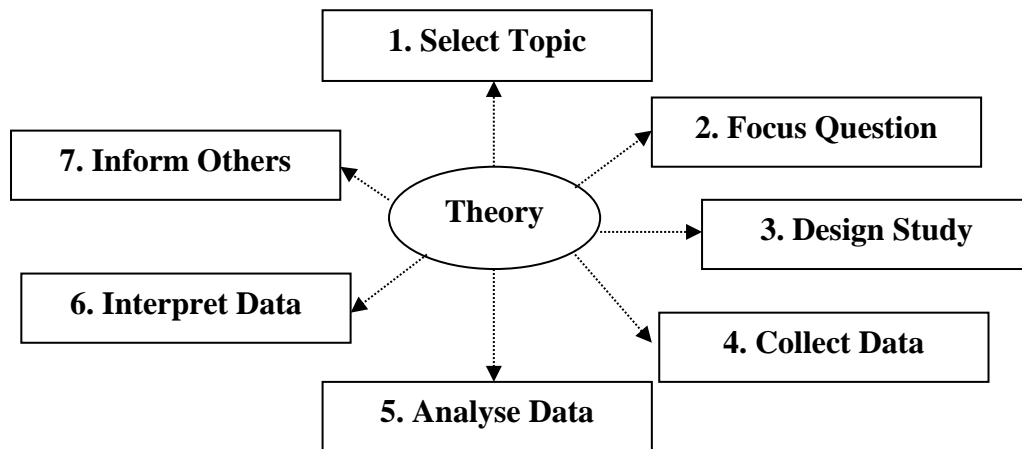 1. Select Topic
2. Focus Question
7. Inform Others
Theory
3. Design Study
6. Interpret Data
4. Collect Data
5. Analyse Data